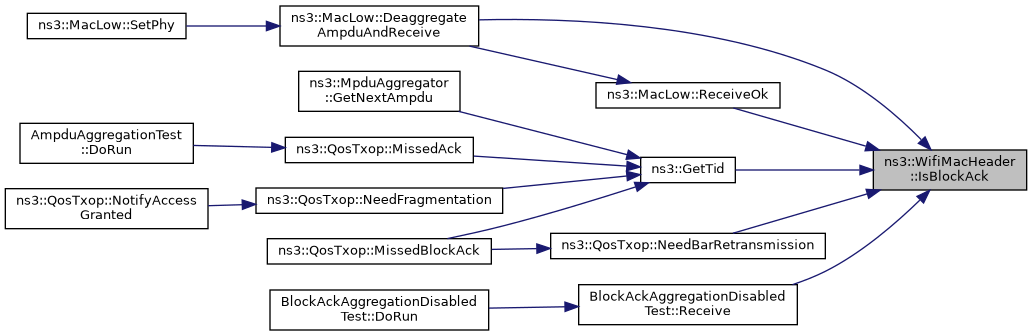 ns3::MacLow::SetPhy
ns3::MacLow::Deaggregate
AmpduAndReceive
ns3::MpduAggregator
::GetNextAmpdu
ns3::MacLow::ReceiveOk
AmpduAggregationTest
::DoRun
ns3::QosTxop::MissedAck
ns3::GetTid
ns3::WifiMacHeader
::IsBlockAck
ns3::QosTxop::NotifyAccess
Granted
ns3::QosTxop::NeedFragmentation
ns3::QosTxop::MissedBlockAck
ns3::QosTxop::NeedBarRetransmission
BlockAckAggregationDisabled
Test::DoRun
BlockAckAggregationDisabled
Test::Receive